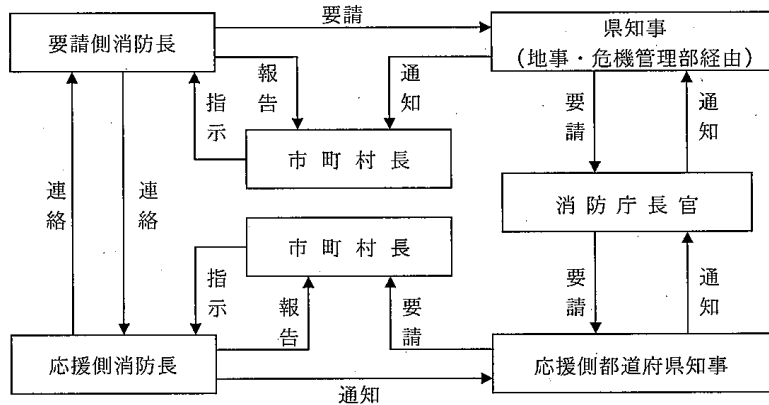 要請
要請側消防長
県知事
(地事・危機管理部経由)
報告
通知
指示
要請
通知
市町村長
連絡
連絡
消防庁長官
市町村長
指示
報告
要請
要請
通知
応援側消防長
応援側都道府県知事
通知